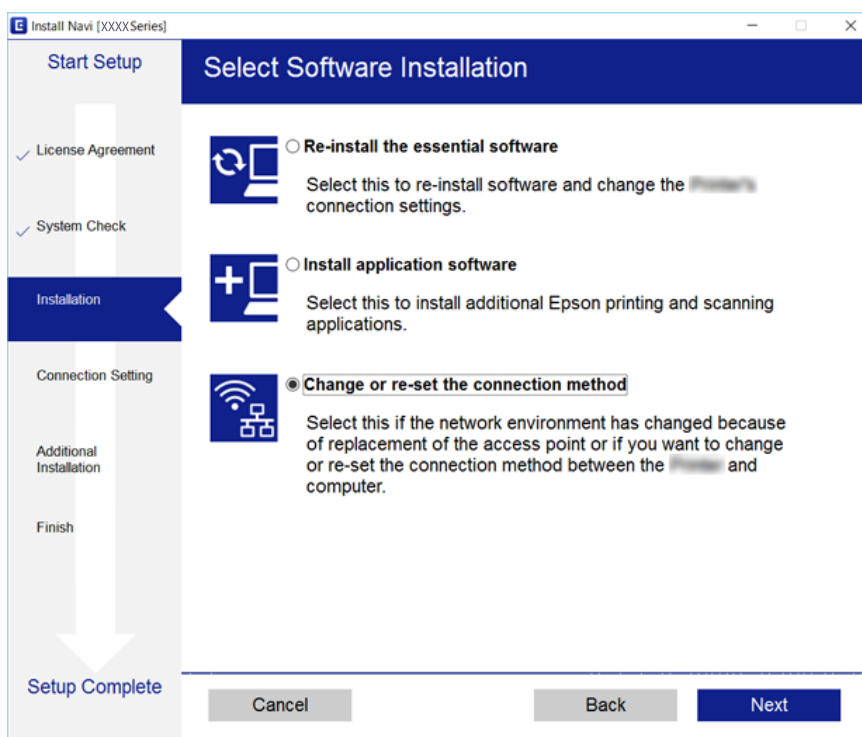 Install Navi [XXXX Series]
Start Setup
License Agreement
System Check
Installation
Connection Setting
Additional
Installation
Finish
Setup Complete
Select Software Installation
Re-install the essential software
Select this to re-install software and change the
connection settings.
Install application software
Select this to install additional Epson printing and scanning
applications.
Change or re-set the connection method
Select this if the network environment has changed because
of replacement of the access point or if you want to change
or re-set the connection method between the and
computer.
Cancel
Back
Next